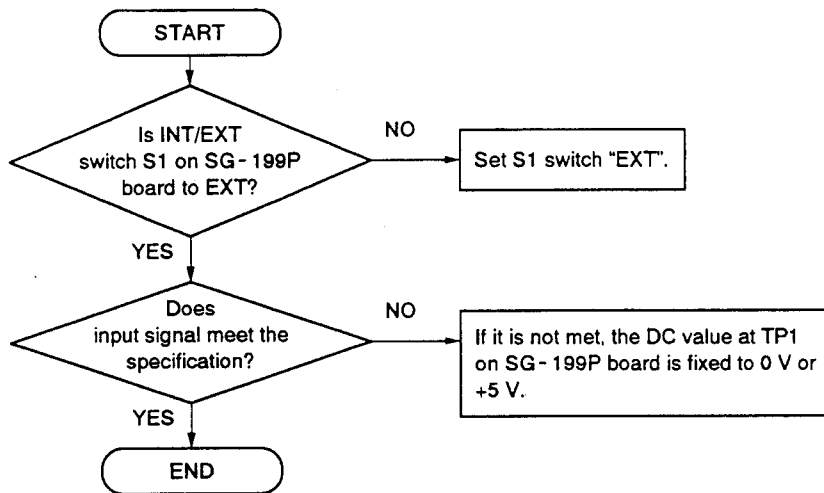 START
Is INT/EXT
switch S1 on SG-199P
board to EXT?
NO
Set S1 switch “EXT”.
YES
Does
input signal meet the
specification?
NO
If it is not met, the DC value at TP1
on SG-199P board is fixed to 0 V or
+5 V.
YES
END